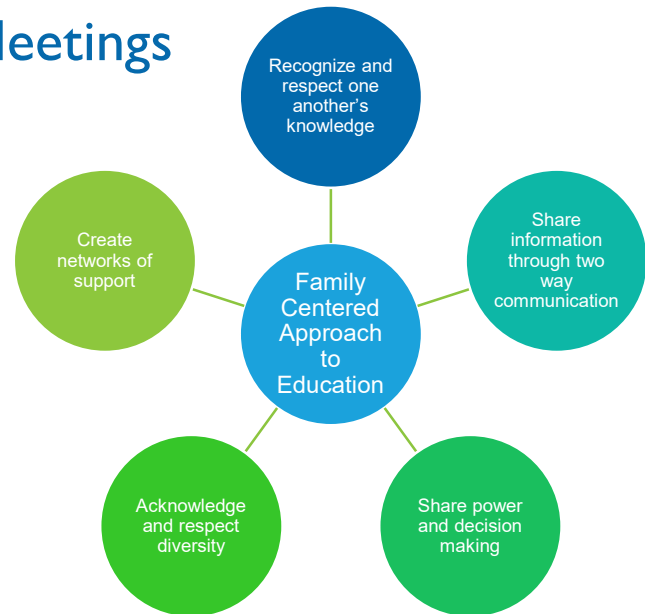 leetings
Recognize and
respect one
another's
knowledge
Share
information
through two
way
communication
Share power
and decision
making
Acknowledge
and respect
diversity
Create
networks of
support
Family
Centered
Approach
to
Education